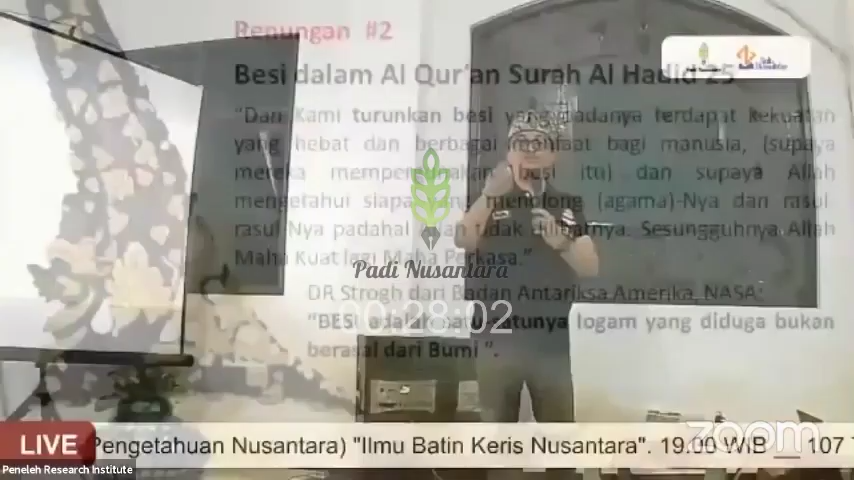 Renungan #2
Besi dalam Al Qur'an Surah Al Hadid 25
"Dan Kami turunkan besi yang padanya terdapat kekuatan
yang hebat dan berbagai manfaat bagi manusia, (supaya
mereka mempergunakan besi itu) dan supaya Allah
mengetahui siapa yang menolong (agama)-Nya dan rasul
rasul-Nya padahal Allah tidak dilihatnya. Sesungguhnya Allah
Maha Kuat lagi Maha Perkasa."
Padi Nusantara
DR Strogh dari Badan Antariksa Amerika, NASA:
0:28:02
"BESI adalah satu-satunya logam yang diduga bukan
berasal dari Bumi ".
zoom
LIVE Pengetahuan Nusantara) "Ilmu Batin Keris Nusantara". 19.00 WIB __ 107
Peneleh Research Institute